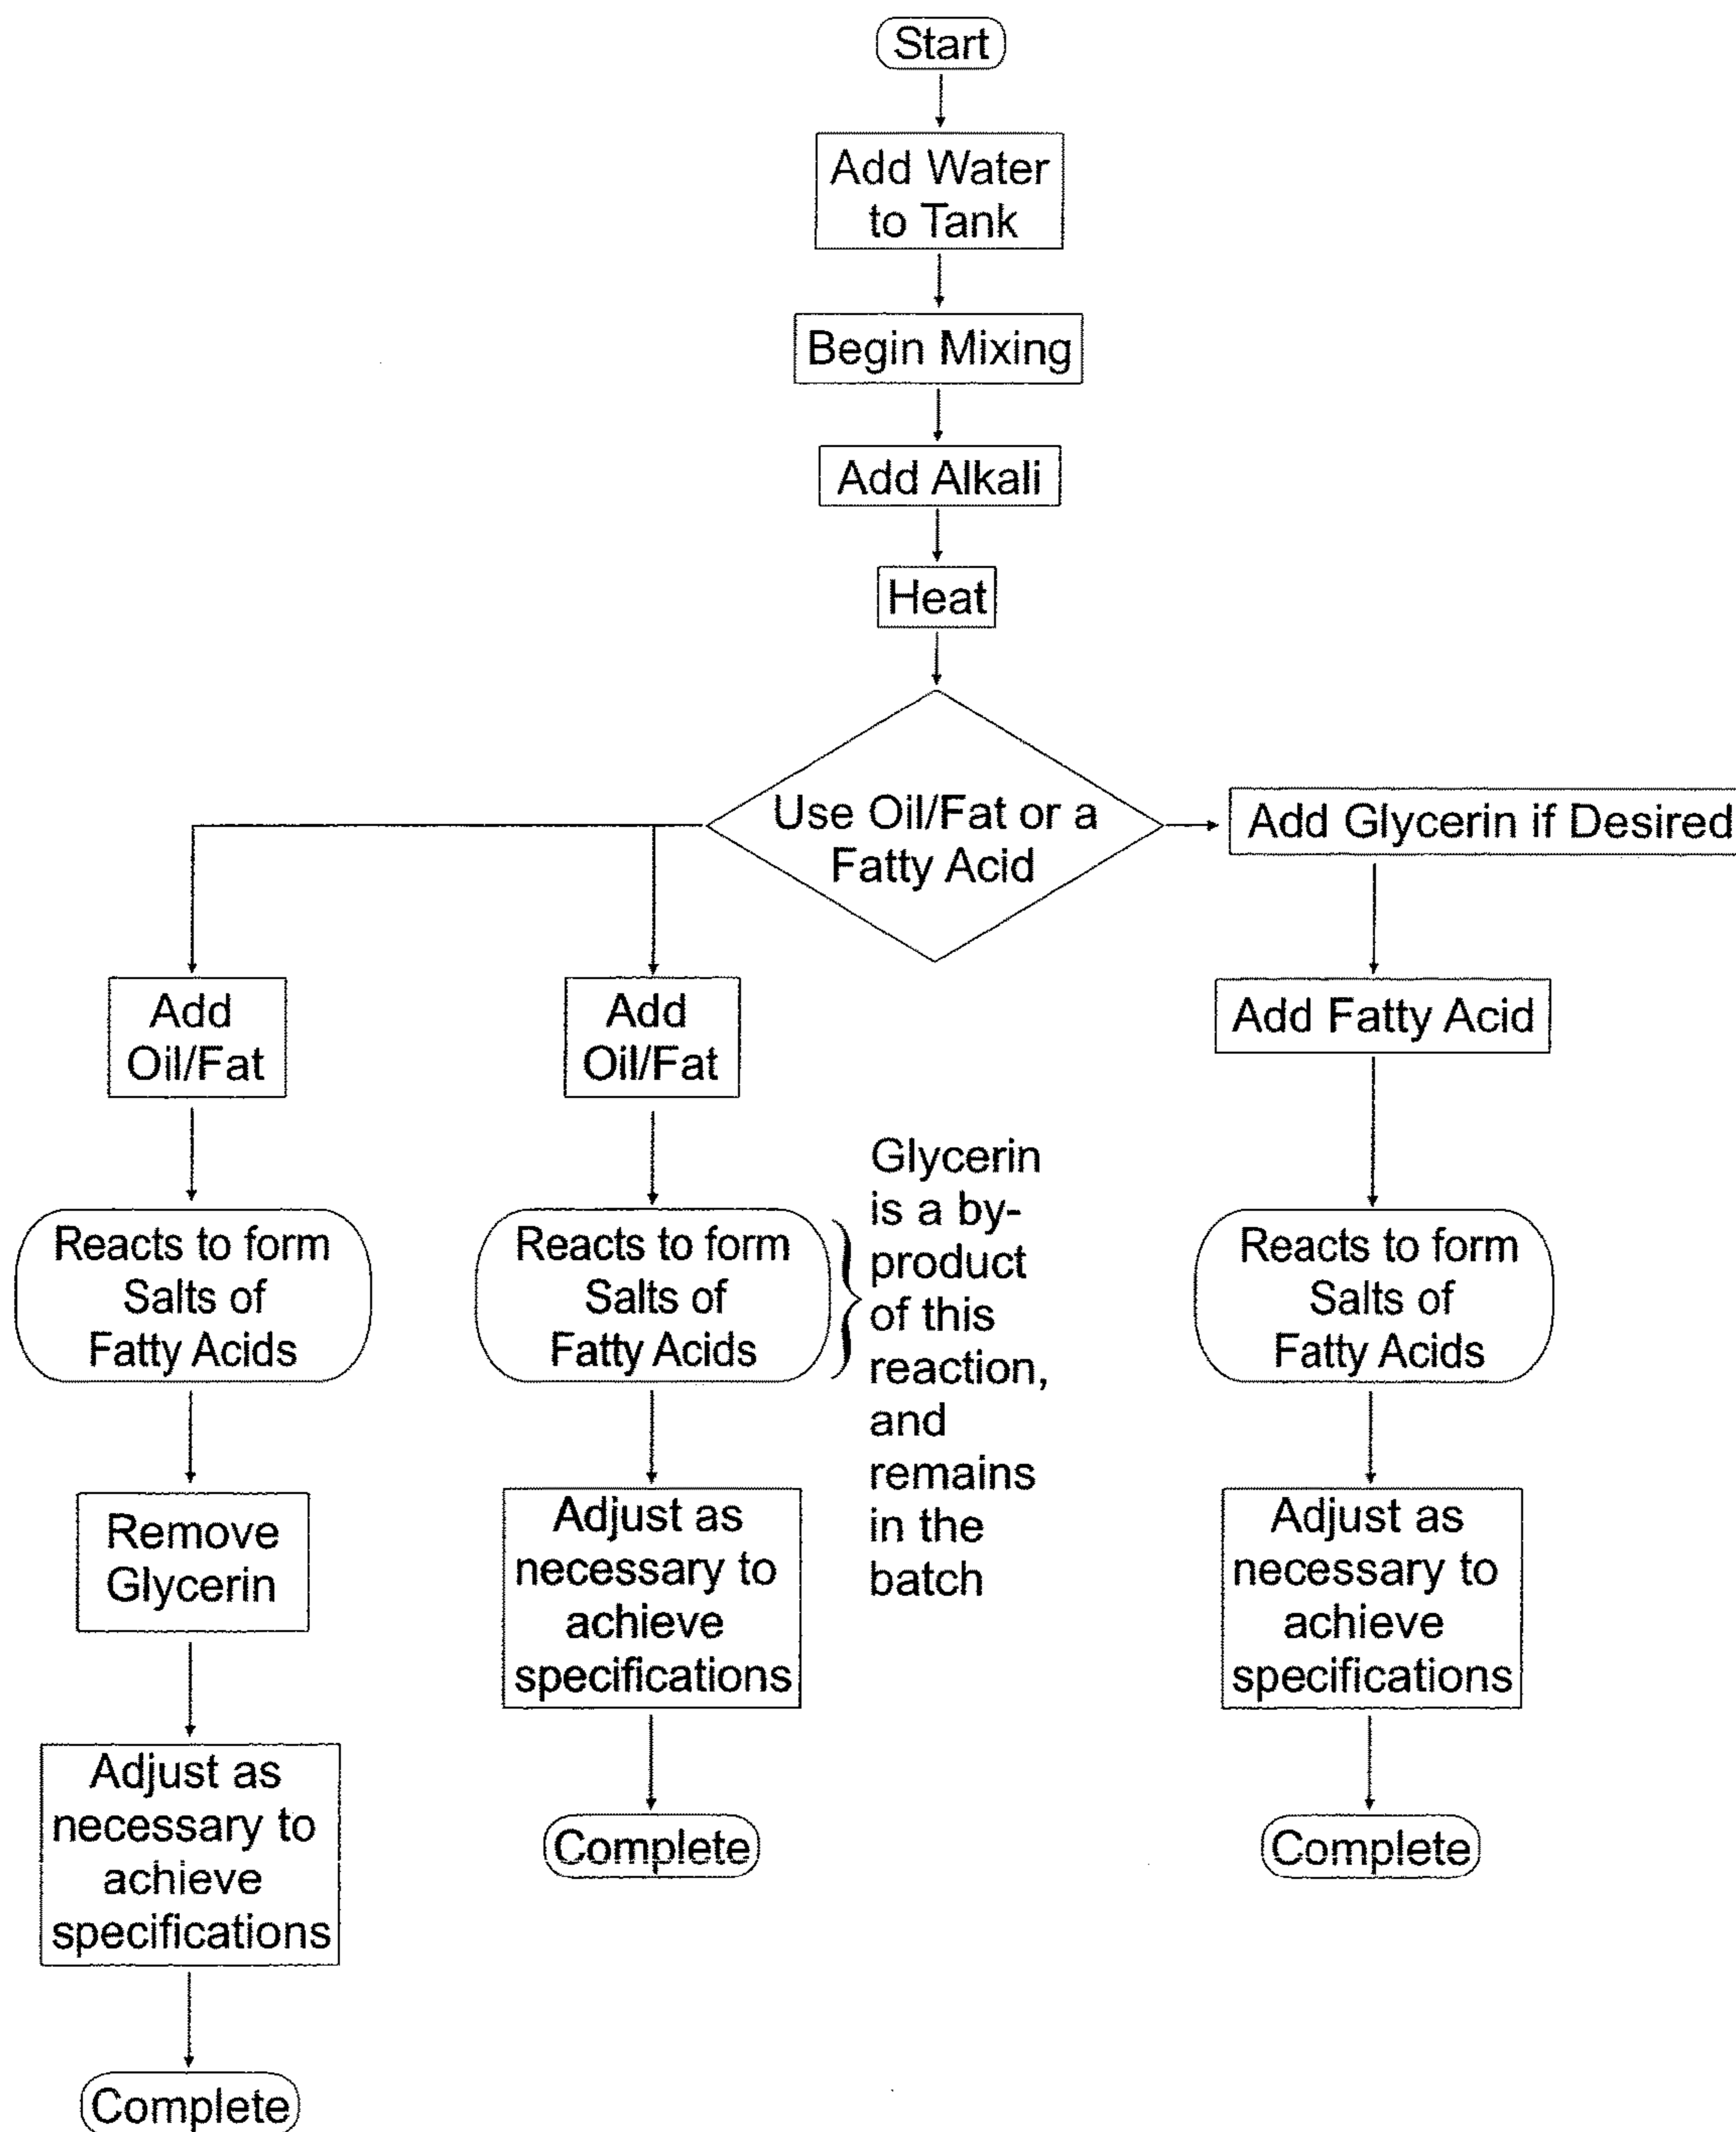 Start
Add Water
to Tank
Begin Mixing
Add Alkali
Heat
Use Oil/Fat or a
Fatty Acid
Add Glycerin if Desired
Add
Oil/Fat
Reacts to form
Salts of
Fatty Acids
Remove
Glycerin
Adjust as
necessary to
achieve
specifications
Complete
Add
Oil/Fat
Reacts to form
Salts of
Fatty Acids
Glycerin
is a by-
product
of this
reaction,
and
remains
in the
batch
Adjust as
necessary to
achieve
specifications
Complete
Add Fatty Acid
Reacts to form
Salts of
Fatty Acids
Adjust as
necessary to
achieve
specifications
Complete